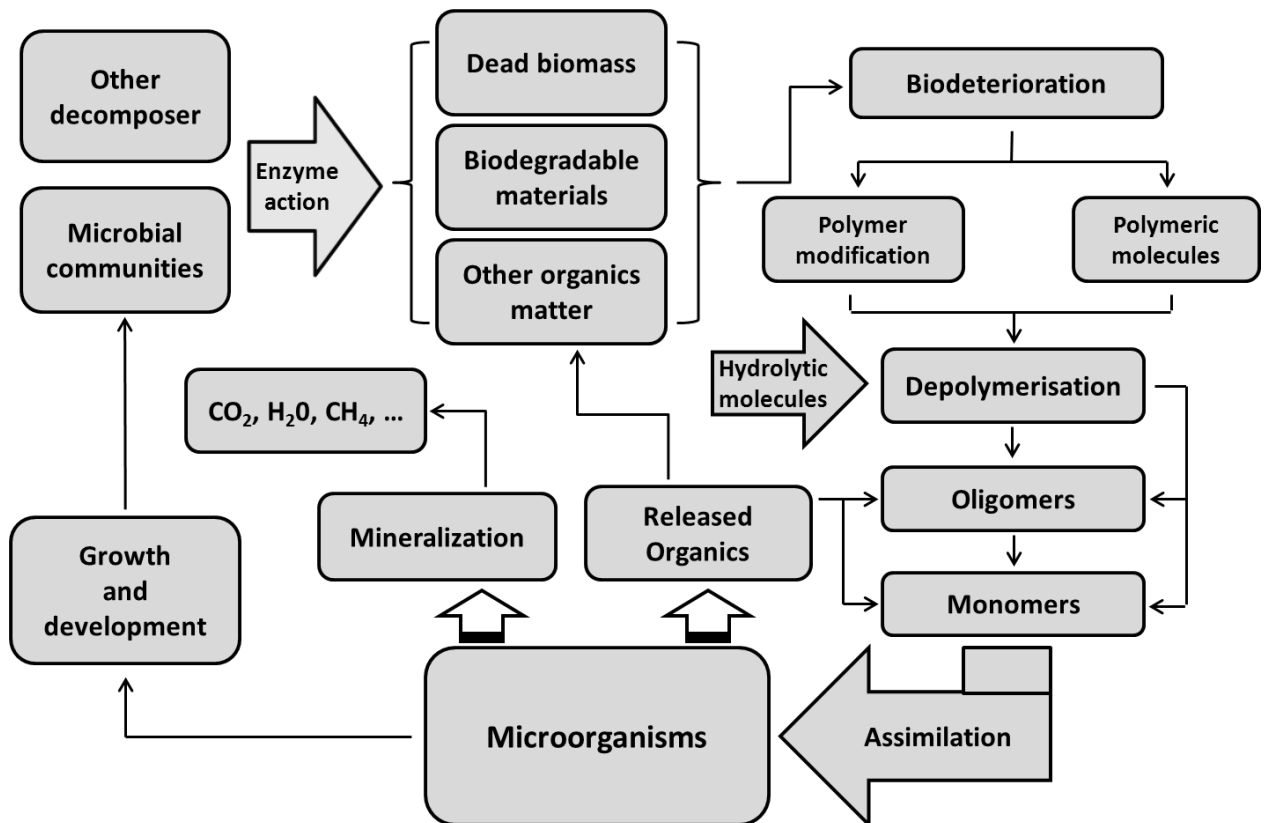 Other
decomposer
Microbial
communities
Enzyme
action
Dead biomass
Biodegradable
materials
Other organics
matter
Biodeterioration
Polymer
modification
Polymeric
molecules
Hydrolytic
molecules
Depolymerisation
Oligomers
Monomers
CO₂, H₂0, CH₄, ...
Mineralization
Released
Organics
Growth
and
development
Microorganisms
Assimilation